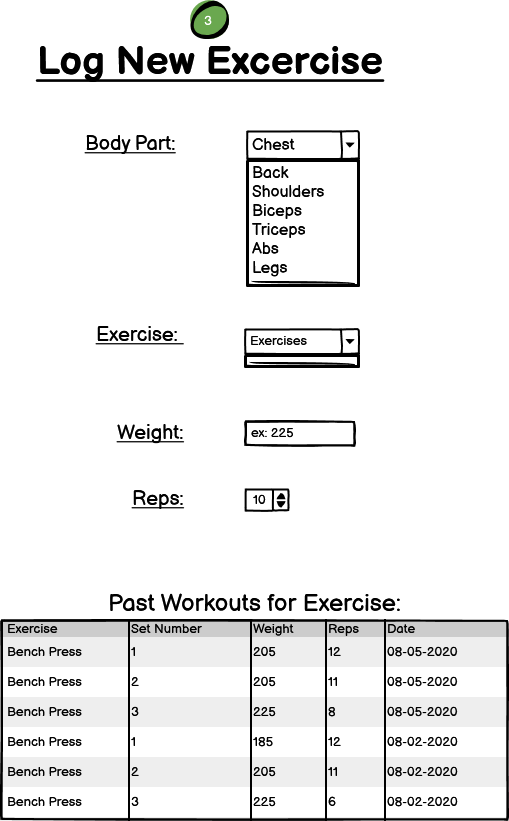 3
Log New Excercise
Body Part: Chest
Back
Shoulders
Biceps
Triceps
Abs
Legs
Exercise: Exercises
Weight: ex: 225
Reps: 10
Past Workouts for Exercise:
Exercise Set Number Weight Reps Date
Bench Press 1 205 12 08-05-2020
Bench Press 2 205 11 08-05-2020
Bench Press 3 225 8 08-05-2020
Bench Press 1 185 12 08-02-2020
Bench Press 2 205 11 08-02-2020
Bench Press 3 225 6 08-02-2020